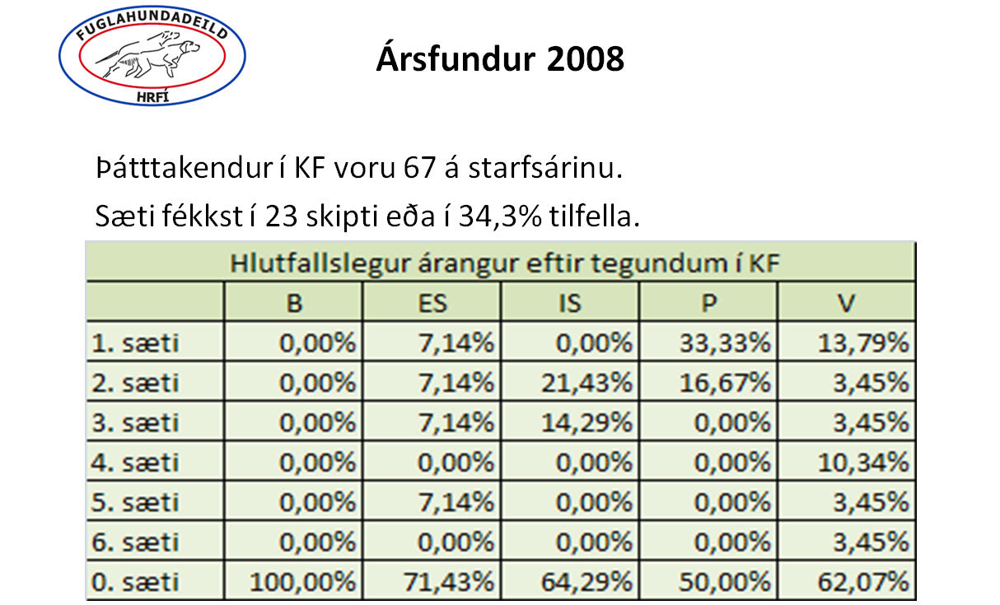 FUGLAHUNDADEILD
HRFÍ
Ársfundur 2008
Þátttakendur í KF voru 67 á starfsárinu.
Sæti fékkst í 23 skipti eða í 34,3% tilfella.
Hlutfallslegur árangur eftir tegundum í KF
B ES IS P V
1. sæti 0,00% 7,14% 0,00% 33,33% 13,79%
2. sæti 0,00% 7,14% 21,43% 16,67% 3,45%
3. sæti 0,00% 7,14% 14,29% 0,00% 3,45%
4. sæti 0,00% 0,00% 0,00% 0,00% 10,34%
5. sæti 0,00% 7,14% 0,00% 0,00% 3,45%
6. sæti 0,00% 0,00% 0,00% 0,00% 3,45%
0. sæti 100,00% 71,43% 64,29% 50,00% 62,07%